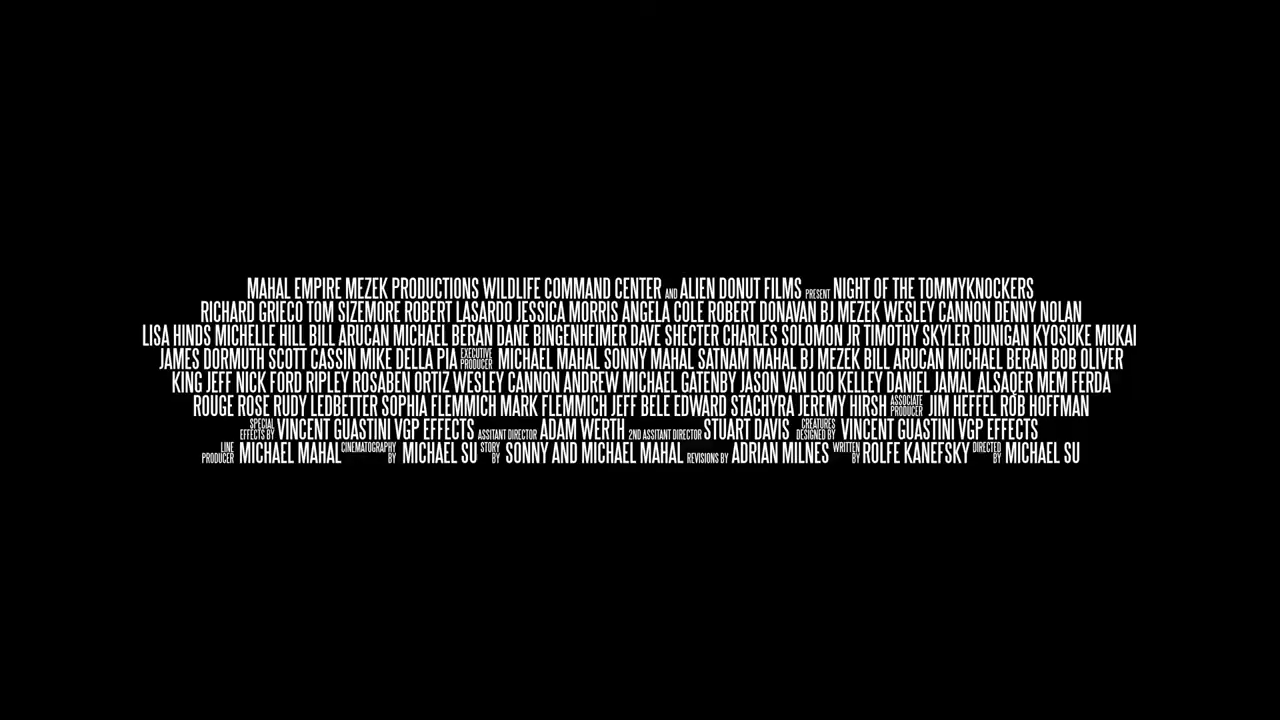 MAHAL EMPIRE MEZEK PRODUCTIONS WILDLIFE COMMAND CENTER AND ALIEN DONUT FILMS PRESENT NIGHT OF THE TOMMYKNOCKERS
RICHARD GRIECO TOM SIZEMORE ROBERT LASARDO JESSICA MORRIS ANGELA COLE ROBERT DONAVAN BJ MEZEK WESLEY CANNON DENNY NOLAN
LISA HINDS MICHELLE HILL BILL ARUCAN MICHAEL BERAN DANE BINGENHEIMER DAVE SHECTER CHARLES SOLOMON JR TIMOTHY SKYLER DUNIGAN KYOSUKE MUKAI
JAMES DORMUTH SCOTT CASSIN MIKE DELLA PIA EXECUTIVE PRODUCER MICHAEL MAHAL SONNY MAHAL SATNAM MAHAL BJ MEZEK BILL ARUCAN MICHAEL BERAN BOB OLIVER
KING JEFF NICK FORD RIPLEY ROSABEN ORTIZ WESLEY CANNON ANDREW MICHAEL GATENBY JASON VAN LOO KELLEY DANIEL JAMAL ALSAQER MEM FERDA
ROUGE ROSE RUDY LEDBETTER SOPHIA FLEMMICH MARK FLEMMICH JEFF BELE EDWARD STACHYRA JEREMY HIRSH ASSOCIATE PRODUCER JIM HEFFEL ROB HOFFMAN
SPECIAL EFFECTS BY VINCENT GUASTINI VGP EFFECTS ASSITANT DIRECTOR ADAM WERTH 2ND ASSITANT DIRECTOR STUART DAVIS CREATURES DESIGNED BY VINCENT GUASTINI VGP EFFECTS
LINE PRODUCER MICHAEL MAHAL CINEMATOGRAPHY BY MICHAEL SU STORY BY SONNY AND MICHAEL MAHAL REVISIONS BY ADRIAN MILNES WRITTEN BY ROLFE KANEFSKY DIRECTED BY MICHAEL SU